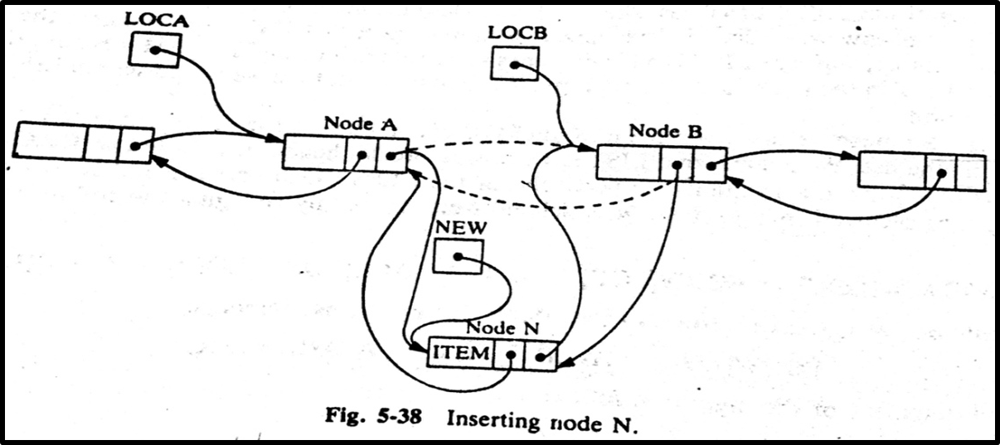 LOCA
LOCB
Node A
Node B
NEW
Node N
ITEM
Fig. 5-38 Inserting node N.